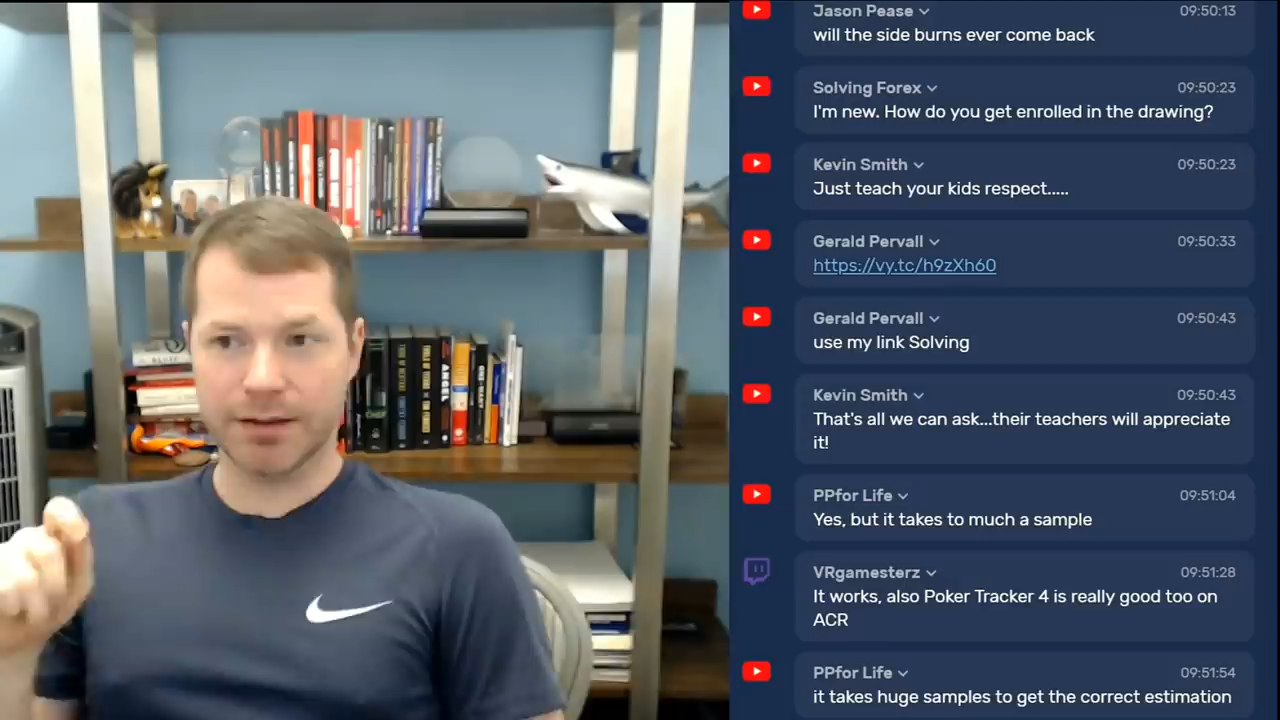 Jason Pease
09:50:13
will the side burns ever come back
Solving Forex
09:50:23
I'm new. How do you get enrolled in the drawing?
Kevin Smith
09:50:23
Just teach your kids respect.....
Gerald Pervall
09:50:33
https://vy.tc/h9zXh60
Gerald Pervall
09:50:43
use my link Solving
Kevin Smith
09:50:43
That's all we can ask...their teachers will appreciate
it!
PPfor Life
09:51:04
Yes, but it takes to much a sample
VRgamesterz
09:51:28
It works, also Poker Tracker 4 is really good too on
ACR
PPfor Life
09:51:54
it takes huge samples to get the correct estimation
ANGEL